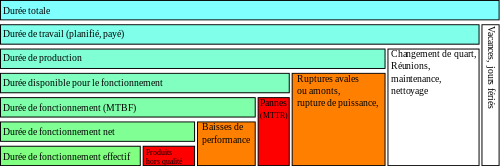 Durée totale
Durée de travail (planifié, payé)
Vacances, jours fériés
Durée de production
Changement de quart,
Réunions,
maintenance,
nettoyage
Durée disponible pour le fonctionnement
Ruptures avales
ou amonts,
rupture de puissance,
Durée de fonctionnement (MTBF)
Pannes
(MTTR)
Durée de fonctionnement net
Baisses de
performance
Durée de fonctionnement effectif
Produits
hors qualité